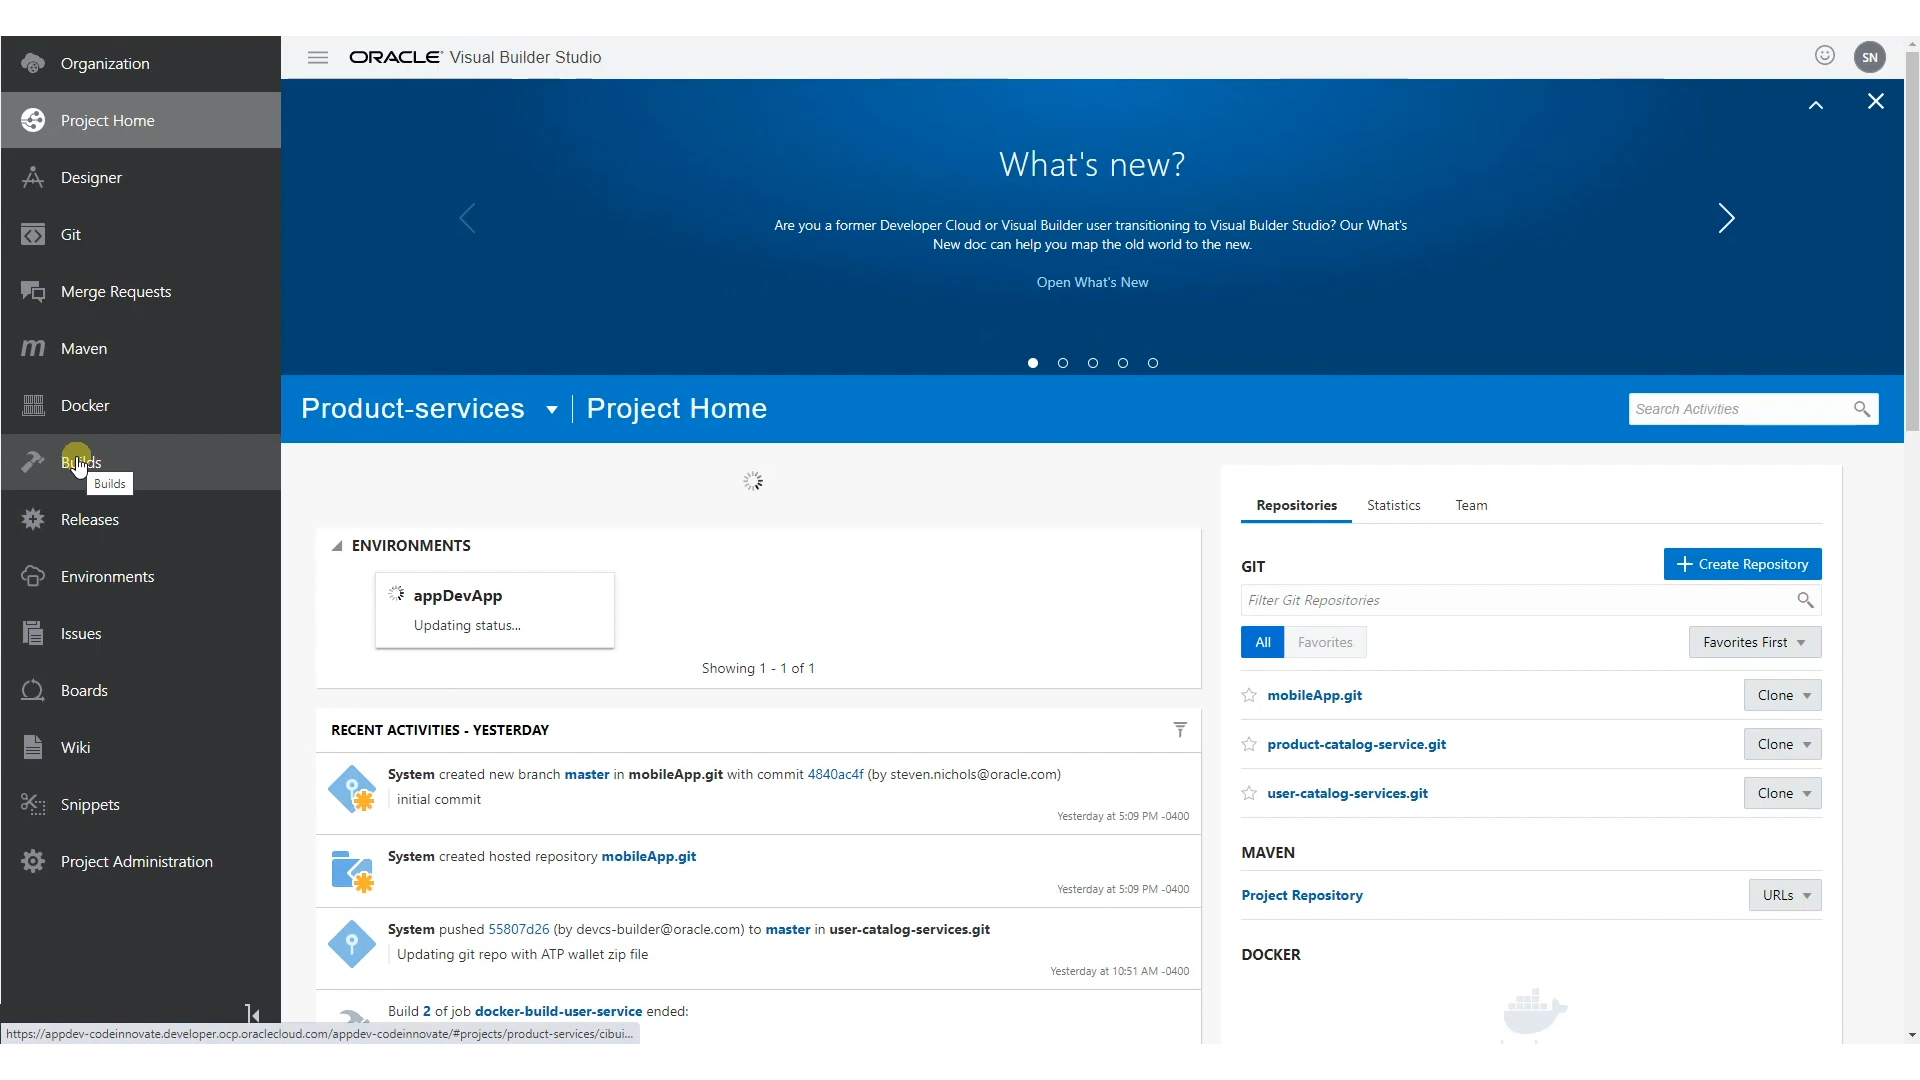 Organization
Project Home
Designer
Git
Merge Requests
Maven
Docker
Builds
Builds
Releases
Environments
Issues
Boards
Wiki
Snippets
Project Administration
https://appdev-codeinnovate.developer.ocp.oraclecloud.com/appdev-codeinnovate/#projects/product-services/cibui...
ORACLE Visual Builder Studio
SN
What's new?
Are you a former Developer Cloud or Visual Builder user transitioning to Visual Bulder Studio? Our What's
New doc can help you map the old world to the new.
Open What's New
Product-services | Project Home
Search Activities
ENVIRONMENTS
appDevApp
Updating status...
Showing 1 - 1 of 1
RECENT ACTIVITIES - YESTERDAY
System created new branch master in mobileApp.git with commit 4840ac4f (by steven.nichols@oracle.com)
initial commit
Yesterday at 5:09 PM -0400
System created hosted repository mobileApp.git
Yesterday at 5:09 PM -0400
System pushed 55807d26 (by devcs-builder@oracle.com) to master in user-catalog-services.git
Updating git repo with ATP wallet zip file
Yesterday at 10:51 AM -0400
Build 2 of job docker-build-user-service ended:
Repositories Statistics Team
GIT
+ Create Repository
Filter Git Repositories
All Favorites
Favorites First
mobileApp.git
Clone
product-catalog-service.git
Clone
user-catalog-services.git
Clone
MAVEN
Project Repository
URLs
DOCKER